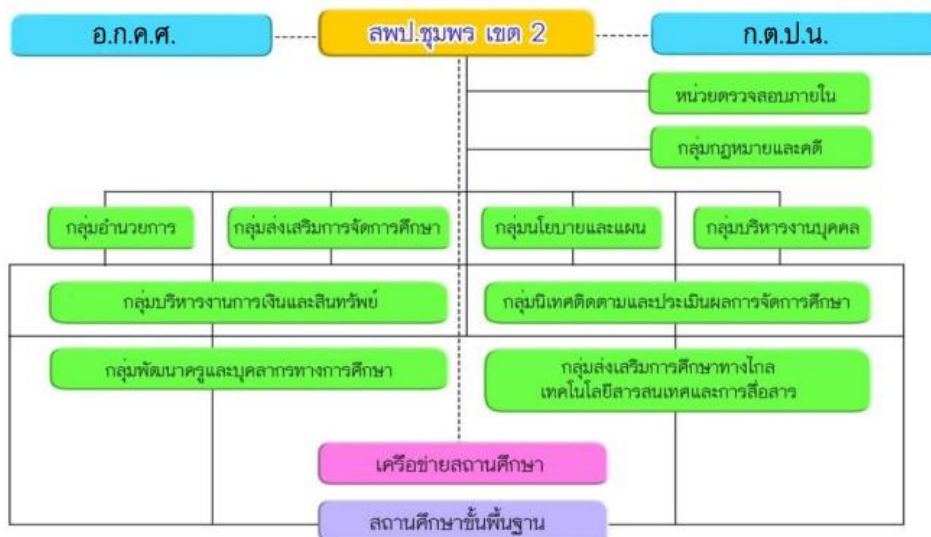 อ.ก.ค.ศ.
สพป.ชุมพร เขต 2
ก.ต.ป.น.
หน่วยตรวจสอบภายใน
กลุ่มกฎหมายและคดี
กลุ่มอำนวยการ
กลุ่มส่งเสริมการจัดการศึกษา
กลุ่มนโยบายและแผน
กลุ่มบริหารงานบุคคล
กลุ่มบริหารงานการเงินและสินทรัพย์
กลุ่มนิเทศติดตามและประเมินผลการจัดการศึกษา
กลุ่มพัฒนาครูและบุคลากรทางการศึกษา
กลุ่มส่งเสริมการศึกษาทางไกล
เทคโนโลยีสารสนเทศและการสื่อสาร
เครือข่ายสถานศึกษา
สถานศึกษาขั้นพื้นฐาน